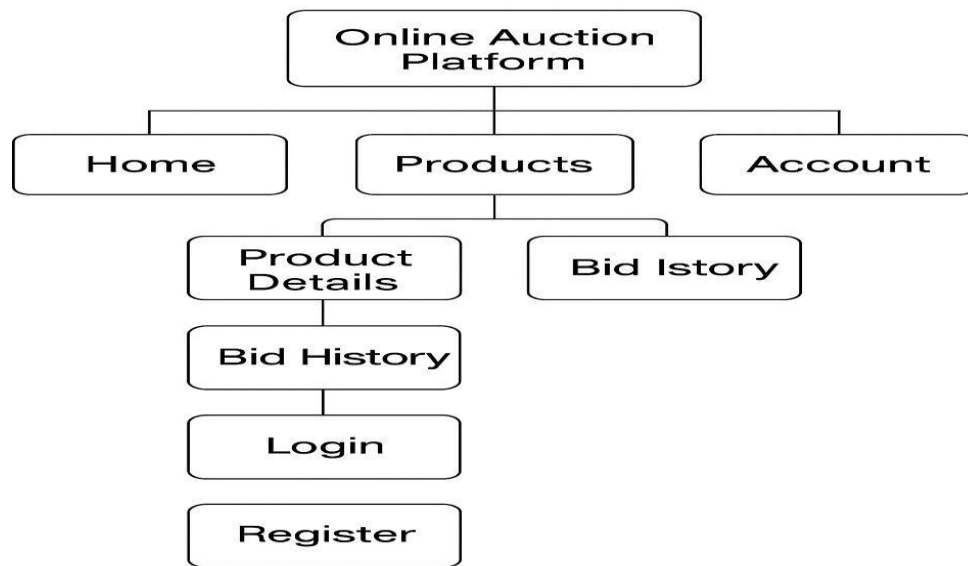 Online Auction
Platform
Home
Products
Account
Product
Details
Bid Istory
Bid History
Login
Register